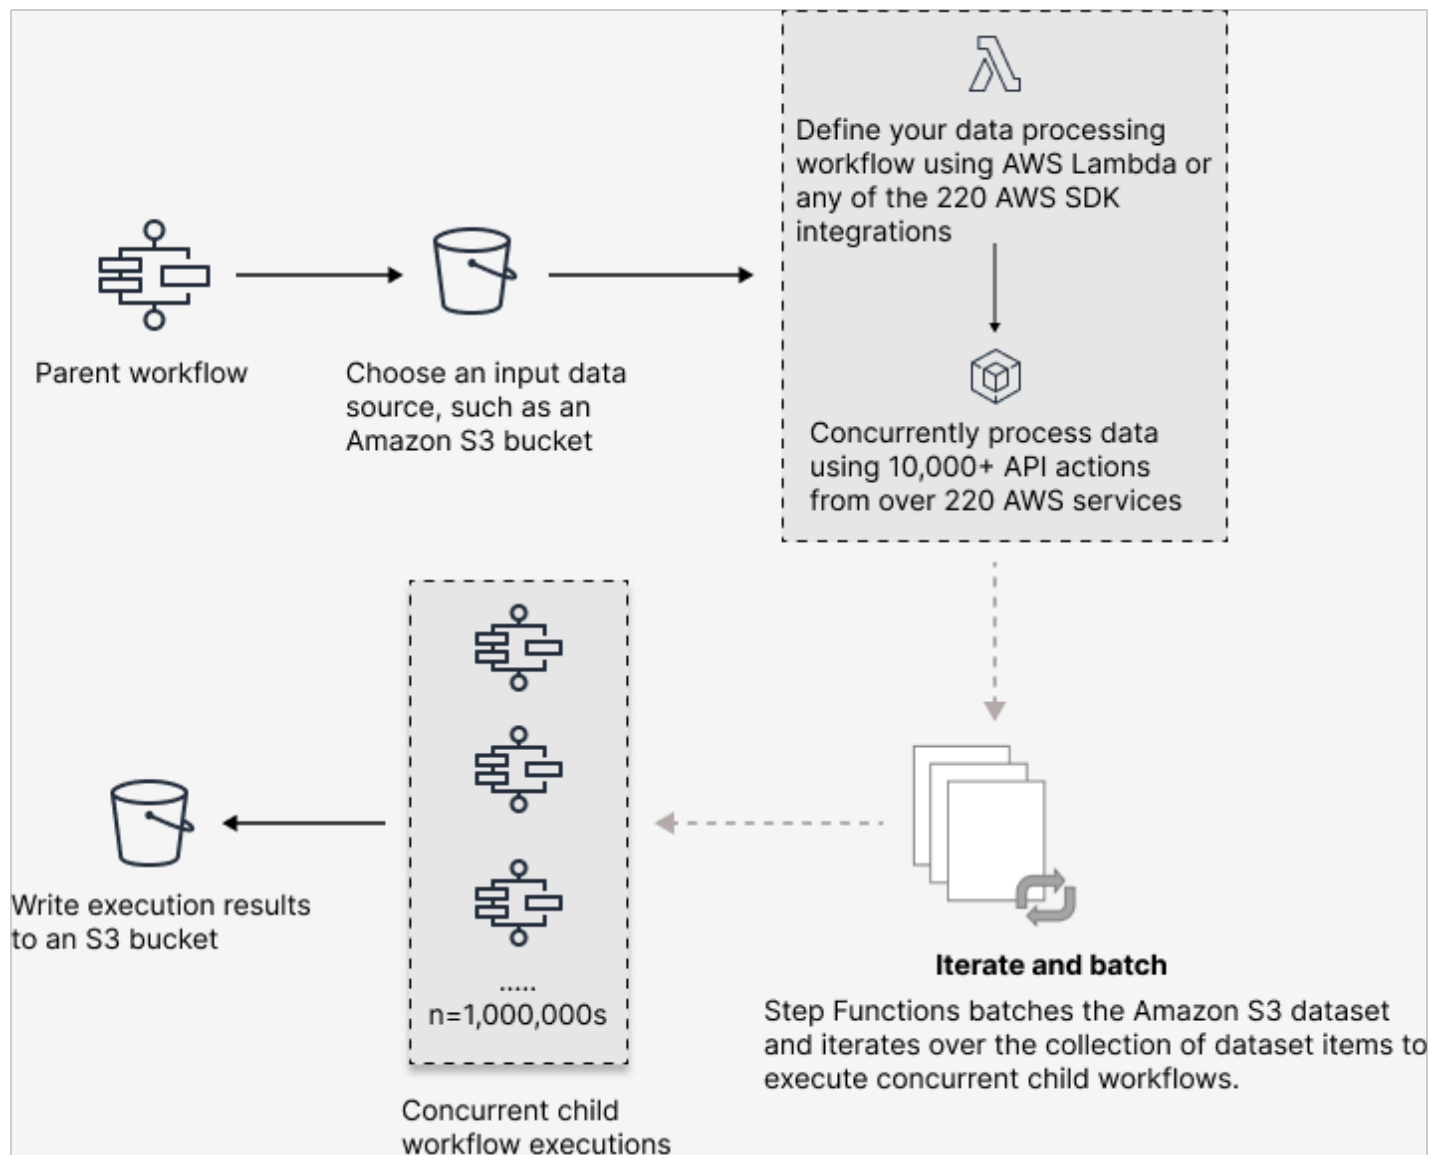 Define your data processing
workflow using AWS Lambda or
any of the 220 AWS SDK
integrations
Parent workflow
Choose an input data
source, such as an
Amazon S3 bucket
Concurrently process data
using 10,000+ API actions
from over 220 AWS services
Iterate and batch
Step Functions batches the Amazon S3 dataset
and iterates over the collection of dataset items to
execute concurrent child workflows.
.....
n=1,000,000s
Concurrent child
workflow executions
Write execution results
to an S3 bucket